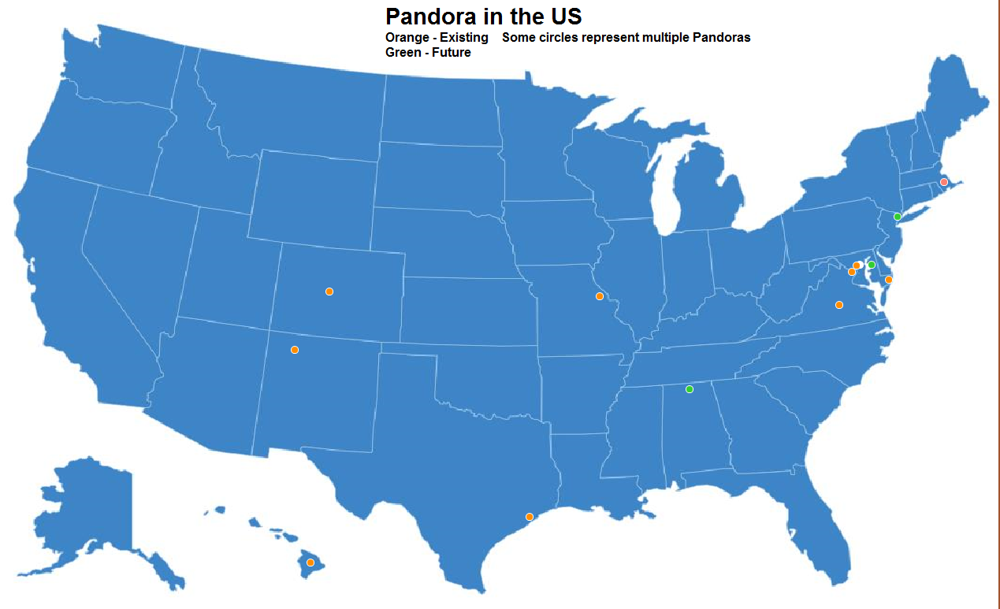 Pandora in the US
Orange - Existing    Some circles represent multiple Pandoras
Green - Future